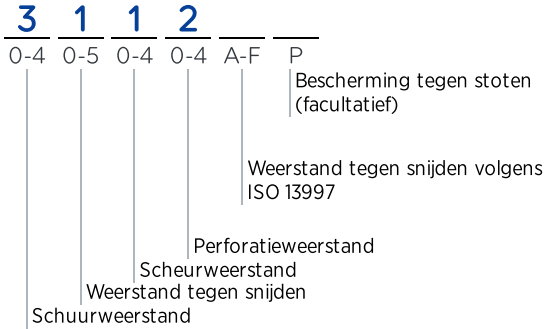 3 1 1 2
0-4 0-5 0-4 0-4 A-F P
Bescherming tegen stoten
(facultatief)
Weerstand tegen snijden volgens
ISO 13997
Perforatieweerstand
Scheurweerstand
Weerstand tegen snijden
Schuurweerstand